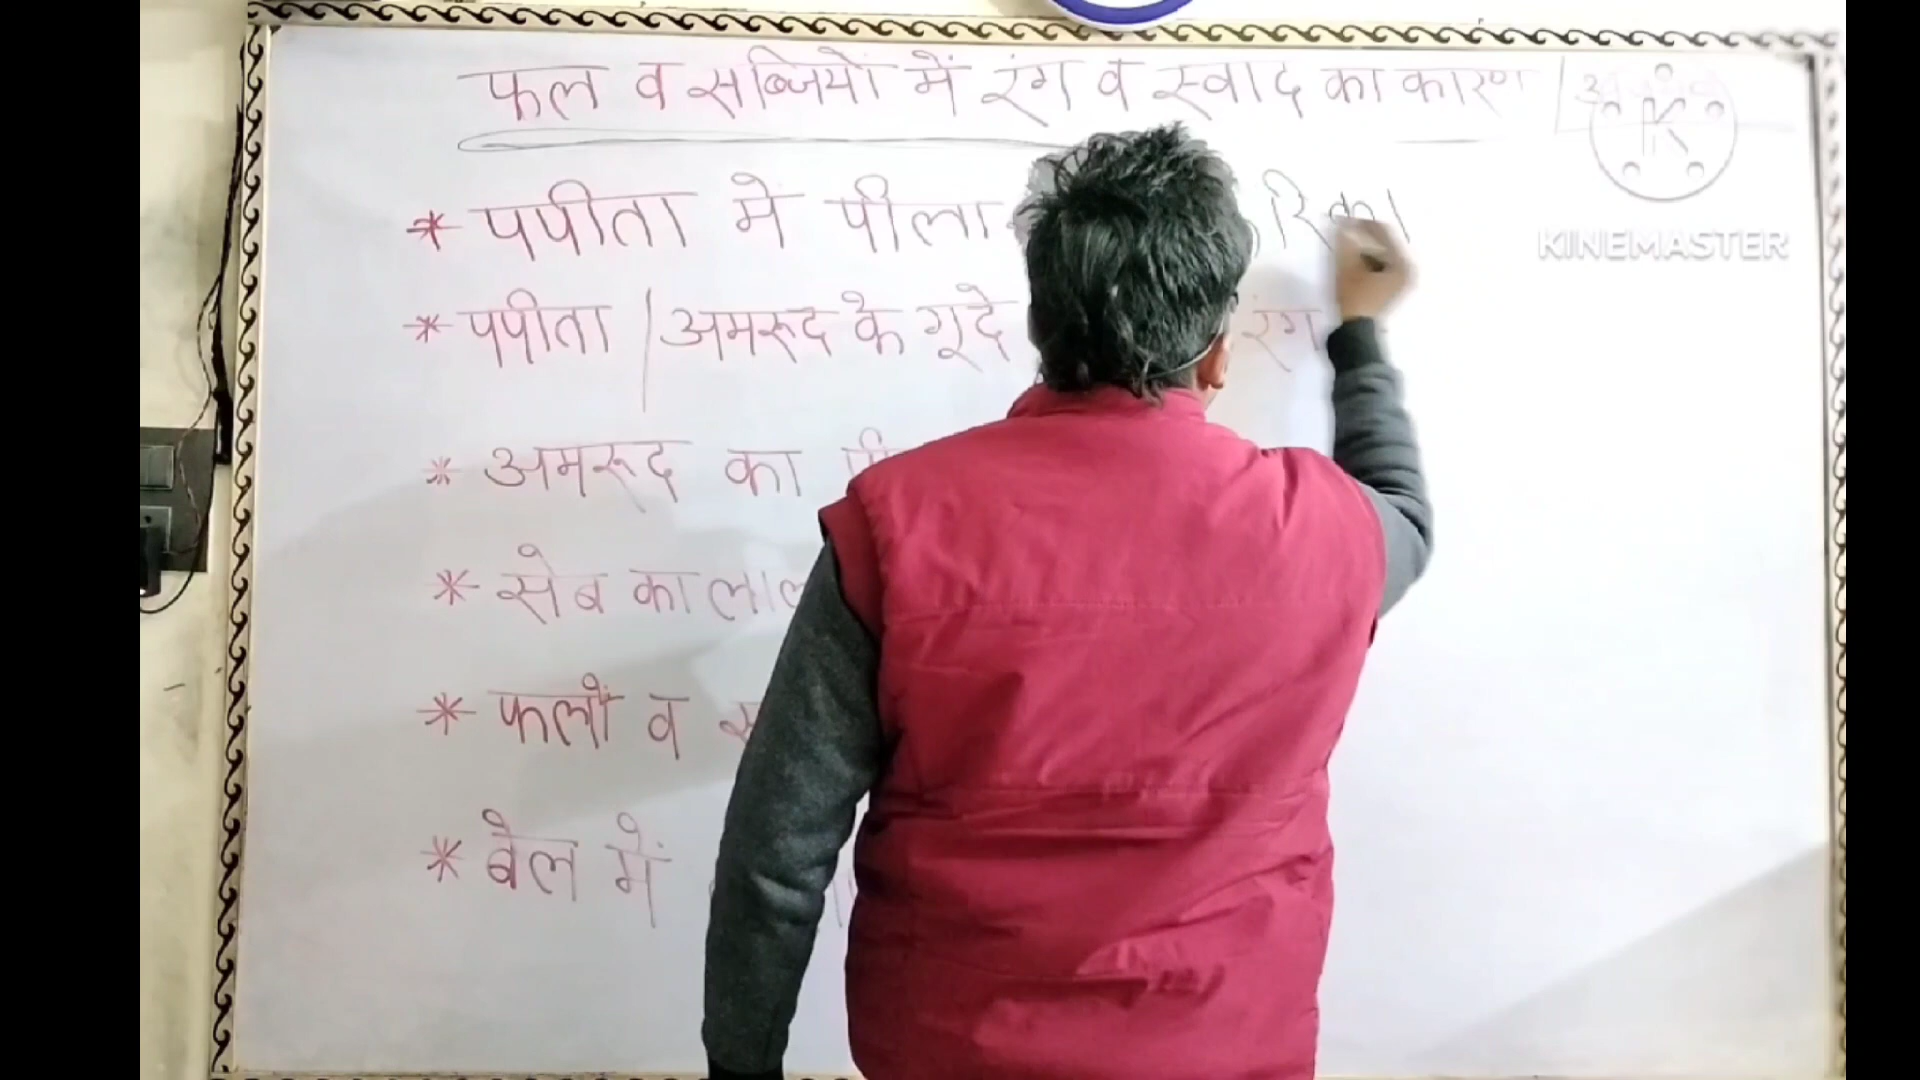 फल व सब्जियों में रंग व स्वाद का कारण |
* पपीता में पीला रिका
* पपीता | अमरूद के गूदे रंग
* अमरूद का
* सेब का लाल
* फलों व
* बेल में
KINEMASTER